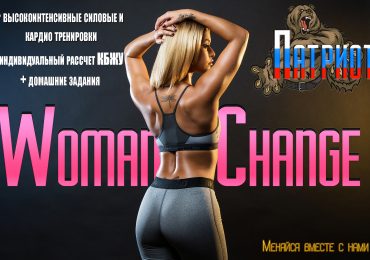 ВЫСОКОИНТЕНСИВНЫЕ СИЛОВЫЕ И
КАРДИО ТРЕНИРОВКИ
ИНДИВИДУАЛЬНЫЙ РАССЧЕТ КБЖУ
+ ДОМАШНИЕ ЗАДАНИЯ
ПАТРИОТ
WOMAN CHANGE
МЕНЯЙСЯ ВМЕСТЕ С НАМИ